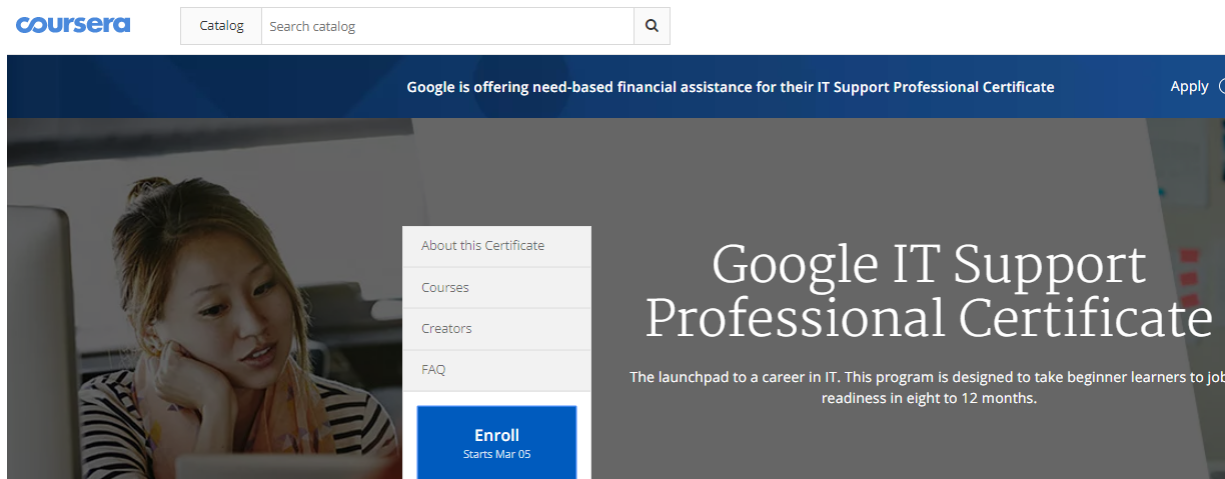 coursera
Catalog
Search catalog
Google is offering need-based financial assistance for their IT Support Professional Certificate
Apply
About this Certificate
Courses
Creators
FAQ
Enroll
Starts Mar 05
Google IT Support
Professional Certificate
The launchpad to a career in IT. This program is designed to take beginner learners to job
readiness in eight to 12 months.